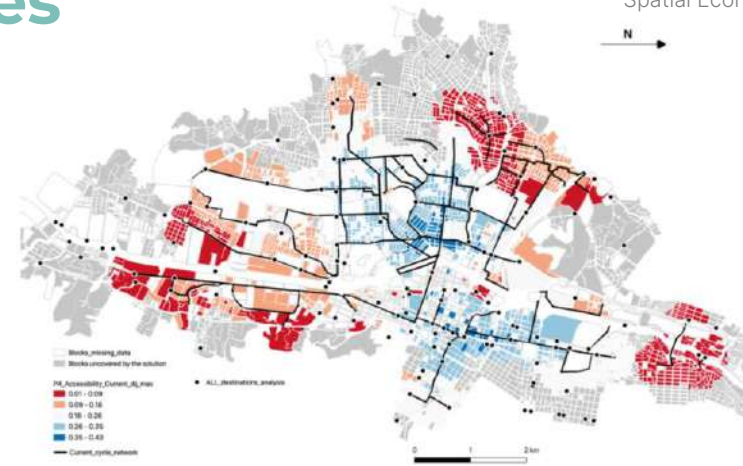 es
Spatial Econ
N
Blocks_missing_data
Blocks uncovered by the solution
ALL_destinations_analysis
0.01 - 0.09
0.09 - 0.16
0.16 - 0.26
0.26 - 0.35
0.35 - 0.43
Current_cycle_network
0 1 2 km